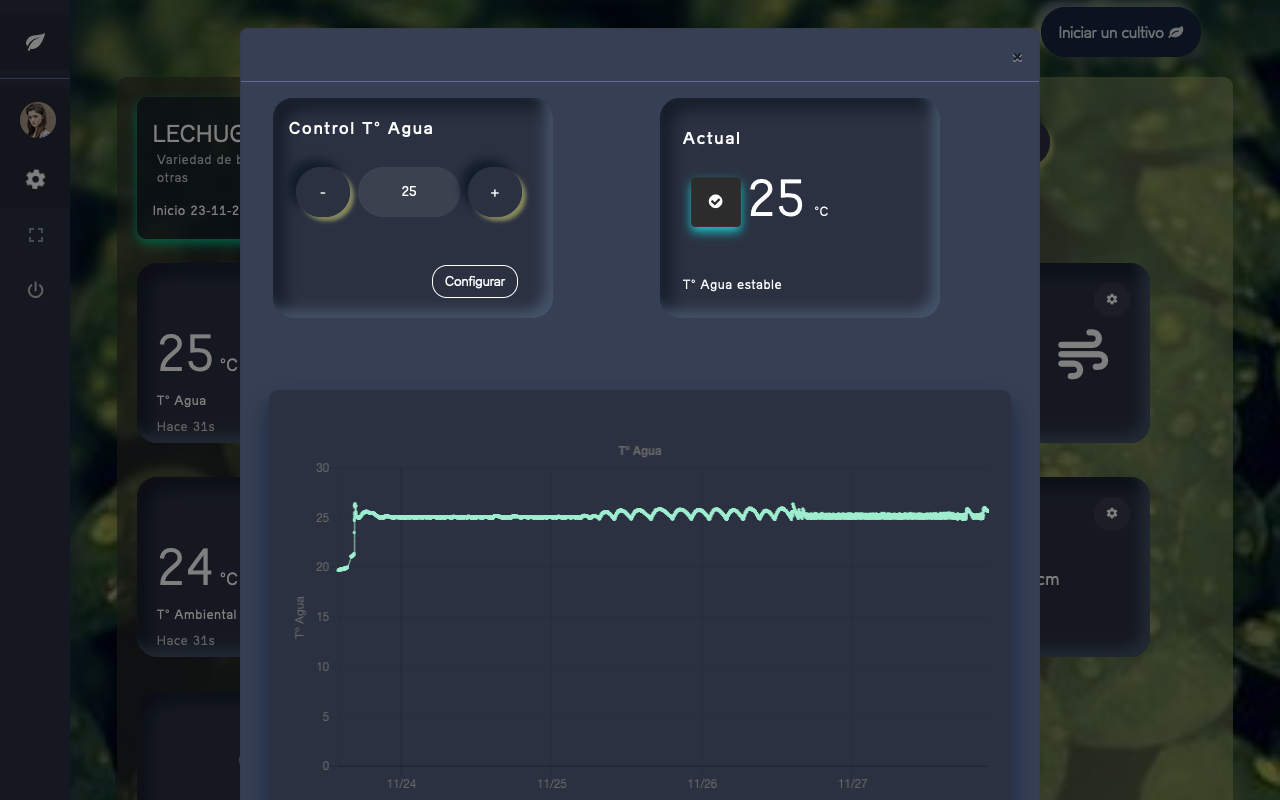 Iniciar un cultivo
×
Control T° Agua
-
25
+
Configurar
Actual
25 °C
T° Agua estable
LECHUG
Variedad de b
otras
Inicio 23-11-2
25 °C
T° Agua
Hace 31s
24 °C
T° Ambiental
Hace 31s
cm
T° Agua
T° Agua
30
25
20
15
10
5
0
11/24
11/25
11/26
11/27